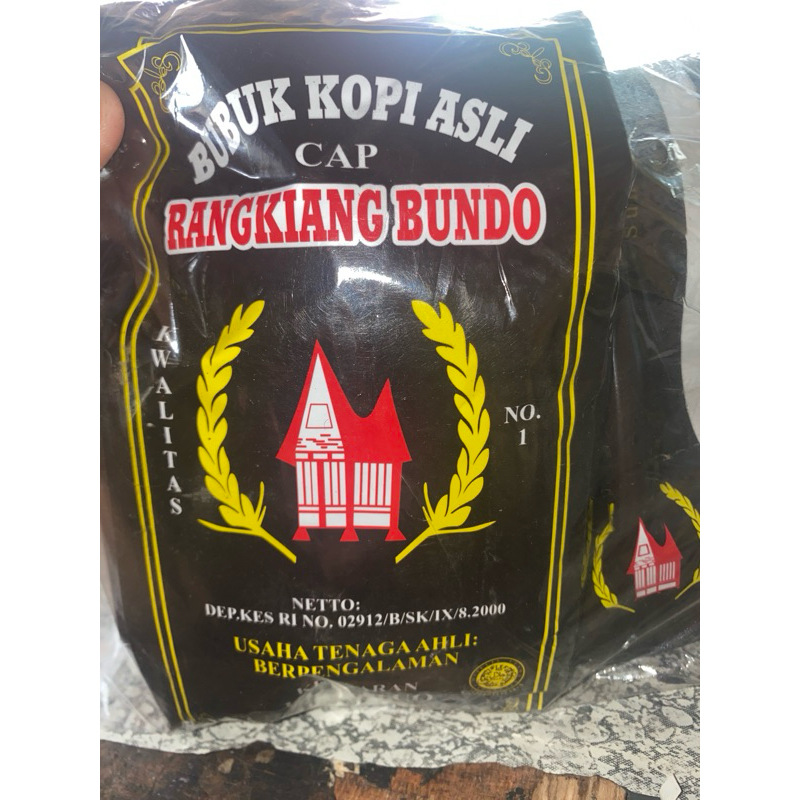 BUBUK KOPI ASLI
CAP
RANGKIANG BUNDO
KWALITAS
NO.
1
NETTO:
DEP.KES RI NO. 02912/B/SK/IX/8.2000
USAHA TENAGA AHLI:
BERPENGALAMAN